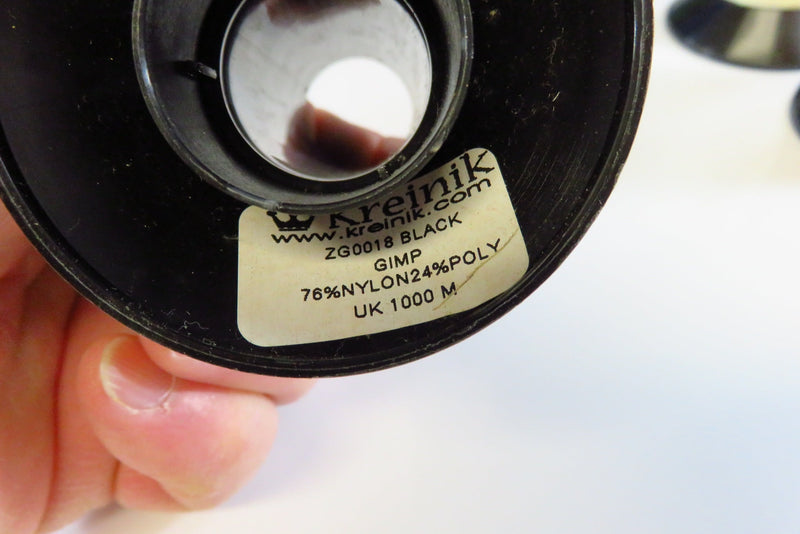 Kreinik
www.kreinik.com
ZG0018 BLACK
GIMP
76%NYLON24%POLY
UK 1000 M